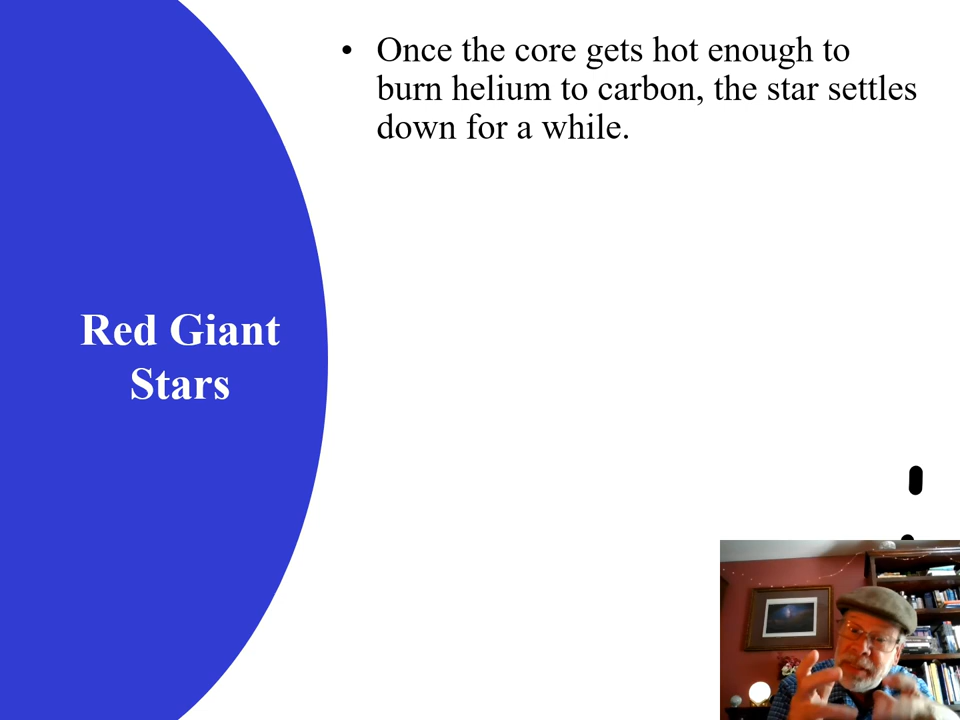 • Once the core gets hot enough to
burn helium to carbon, the star settles
down for a while.
Red Giant
Stars